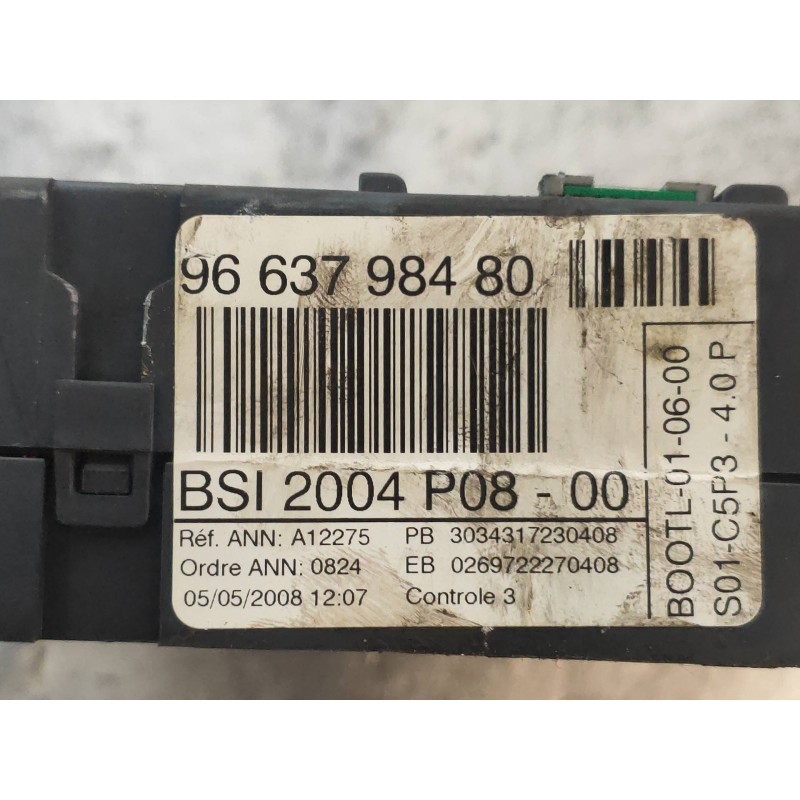 96 637 984 80
BSI 2004 P08 - 00
Réf. ANN: A12275 PB 3034317230408
Ordre ANN: 0824 EB 0269722270408
05/05/2008 12:07 Controle 3
BOOTL-01-06-00
S01-C5P3 - 4.0 P